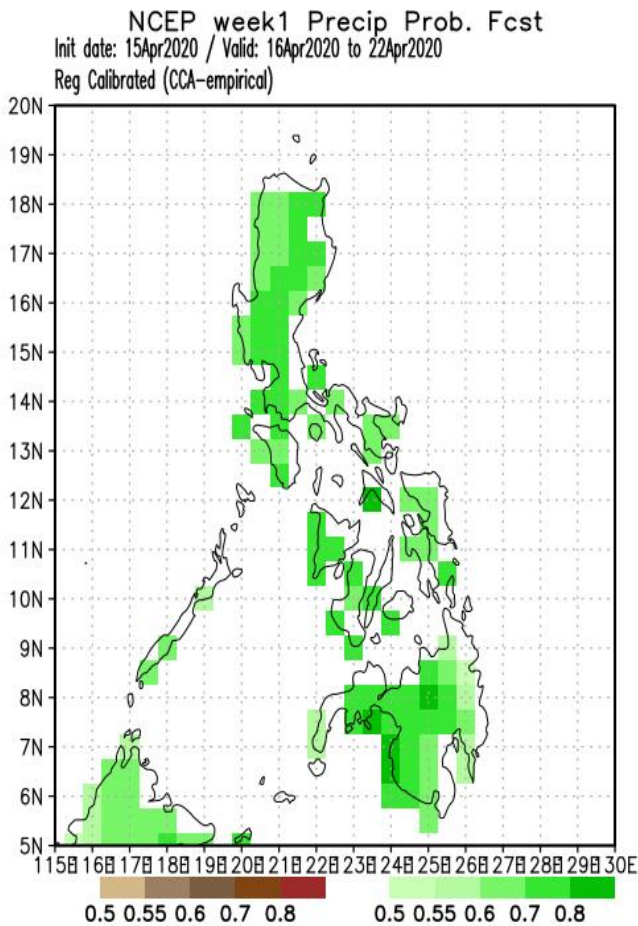 NCEP week1 Precip Prob. Fcst
Init date: 15Apr2020 / Valid: 16Apr2020 to 22Apr2020
Reg Calibrated (CCA-empirical)
20N
19N
18N
17N
16N
15N
14N
13N
12N
11N
10N
9N
8N
7N
6N
5N
115E 116E 117E 118E 119E 120E 121E 122E 123E 124E 125E 126E 127E 128E 129E 130E
0.5 0.55 0.6 0.7 0.8 0.5 0.55 0.6 0.7 0.8